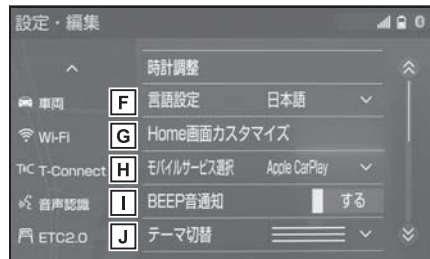 設定・編集
時計調整
車両
F 言語設定 日本語
Wi-Fi
G Home画面カスタマイズ
T-Connect
H モバイルサービス選択 Apple CarPlay
音声認識
I BEEP音通知 する
ETC2.0
J テーマ切替